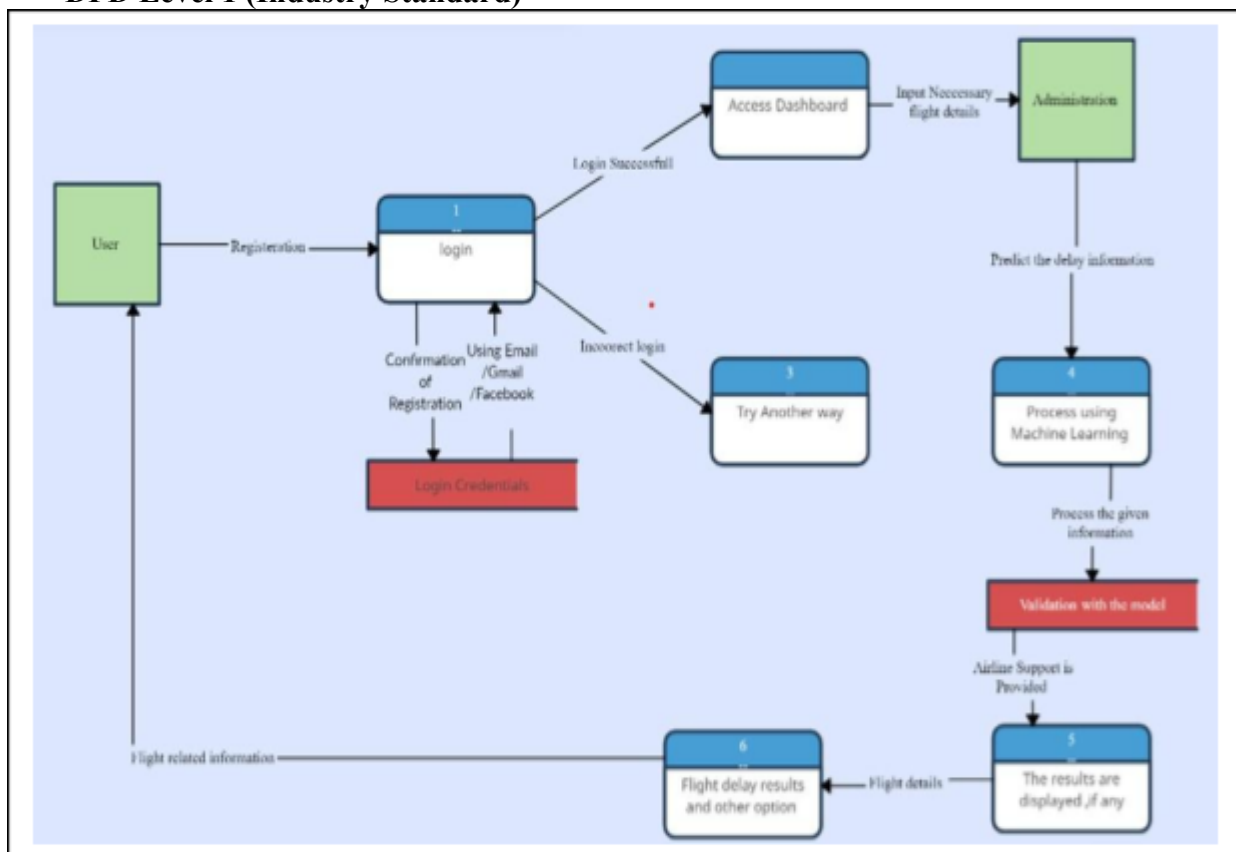 DFD Level 1 (Industry Standard)
Access Dashboard
Input Neccessary
flight details
Administration
Login Successfull
1
login
User
Registeration
Predict the delay information
Confirmation
of
Registration
Using Email
/Gmail
/Facebook
Incorrect login
3
Try Another way
4
Process using
Machine Learning
Login Credentials
Process the given
information
Validation with the model
Airline Support is
Provided
Flight related information
6
Flight delay results
and other option
Flight details
5
The results are
displayed ,if any